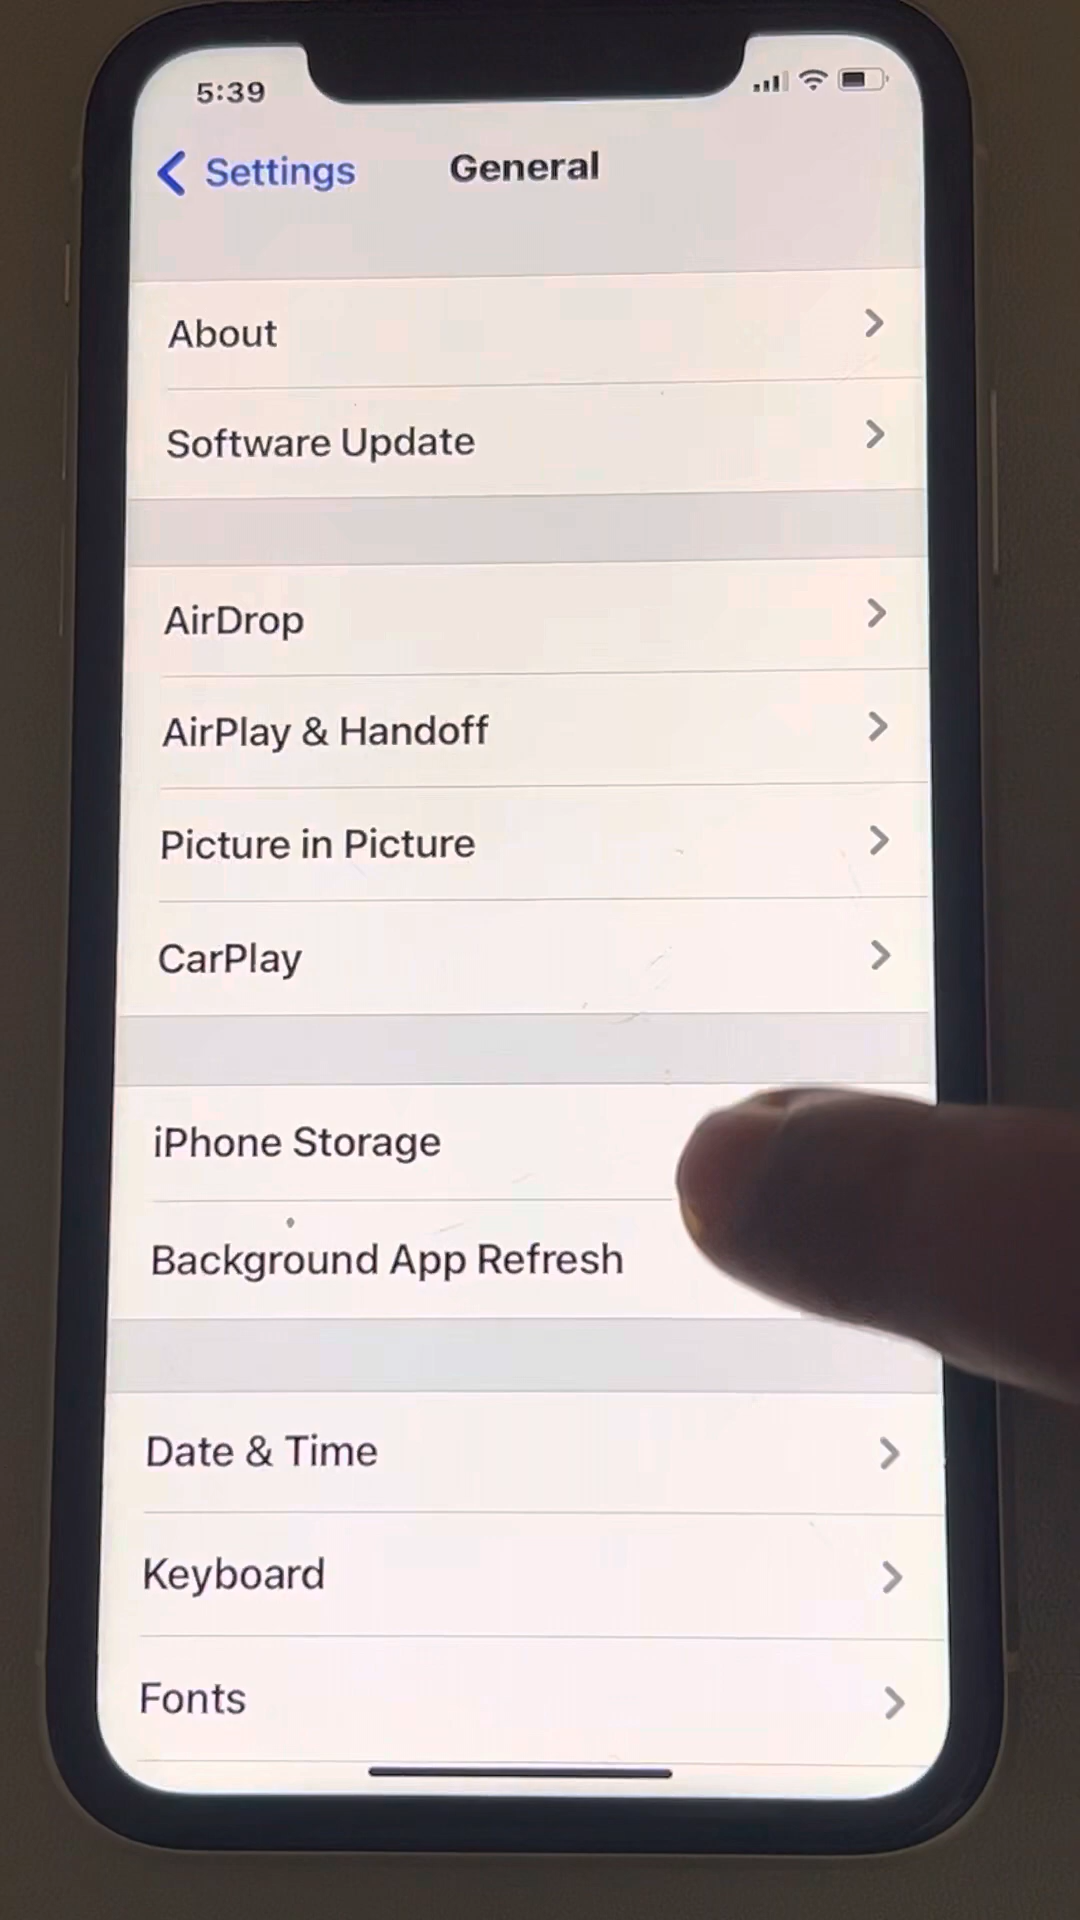 5:39
Settings
General
About
Software Update
AirDrop
AirPlay & Handoff
Picture in Picture
CarPlay
iPhone Storage
Background App Refresh
Date & Time
Keyboard
Fonts